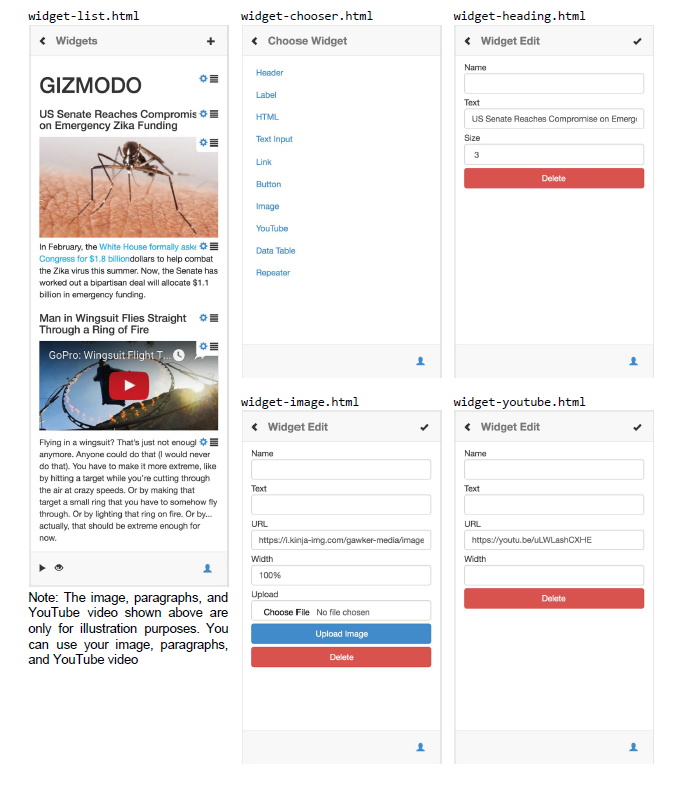 widget-list.html
Widgets
GIZMODO
US Senate Reaches Compromis
on Emergency Zika Funding
In February, the White House formally aske
Congress for $1.8 billiondollars to help combat
the Zika virus this summer. Now, the Senate has
worked out a bipartisan deal will allocate $1.1
billion in emergency funding.
Man in Wingsuit Flies Straight
Through a Ring of Fire
GoPro: Wingsuit Flight T...
Flying in a wingsuit? That's just not enough
anymore. Anyone could do that (I would never
do that). You have to make it more extreme, like
by hitting a target while you're cutting through
the air at crazy speeds. Or by making that
target a small ring that you have to somehow fly
through. Or by lighting that ring on fire. Or by...
actually, that should be extreme enough for
now.
Note: The image, paragraphs, and
YouTube video shown above are
only for illustration purposes. You
can use your image, paragraphs,
and YouTube video
widget-chooser.html
Choose Widget
Header
Label
HTML
Text Input
Link
Button
Image
YouTube
Data Table
Repeater
widget-heading.html
Widget Edit
Name
Text
US Senate Reaches Compromise on Emerge
Size
3
Delete
widget-image.html
Widget Edit
Name
Text
URL
https://i.kinja-img.com/gawker-media/image
Width
100%
Upload
Choose File No file chosen
Upload Image
Delete
widget-youtube.html
Widget Edit
Name
Text
URL
https://youtu.be/uLWLashCXHE
Width
Delete